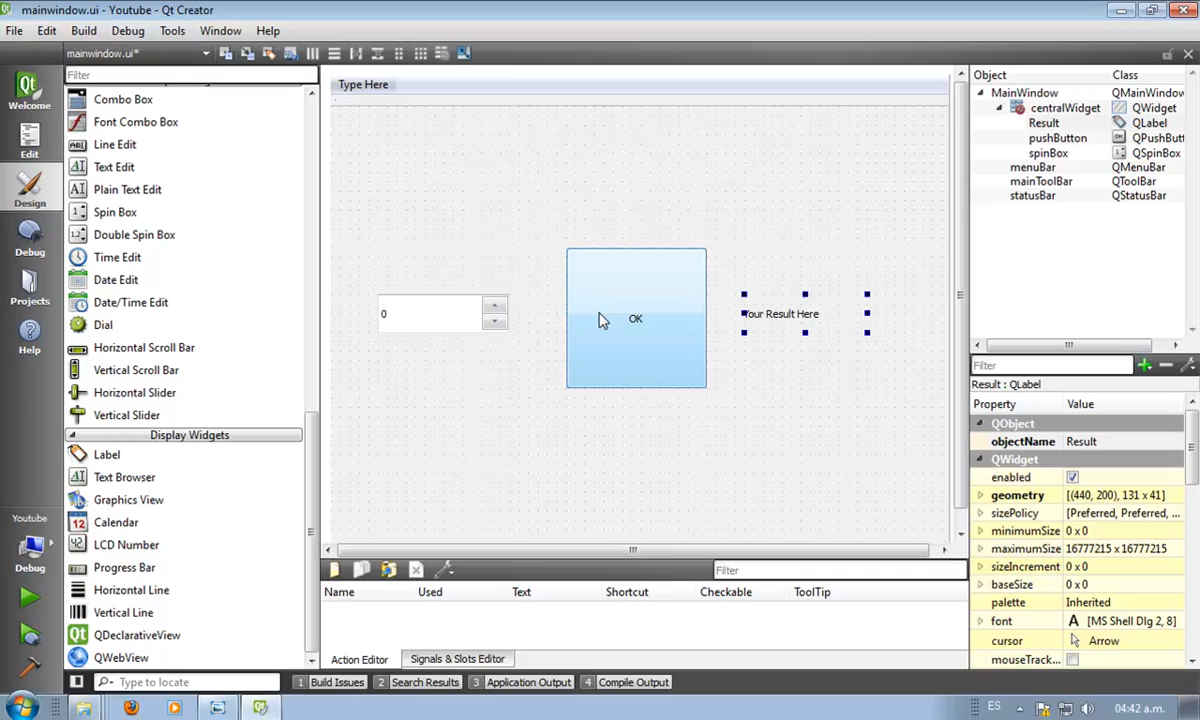 mainwindow.ui - Youtube - Qt Creator
File Edit Build Debug Tools Window Help
mainwindow.ui*
Filter
Qt
Welcome
Edit
Design
Debug
Projects
Help
Youtube
Debug
Combo Box
Font Combo Box
Line Edit
Text Edit
Plain Text Edit
Spin Box
Double Spin Box
Time Edit
Date Edit
Date/Time Edit
Dial
Horizontal Scroll Bar
Vertical Scroll Bar
Horizontal Slider
Vertical Slider
Display Widgets
Label
Text Browser
Graphics View
Calendar
LCD Number
Progress Bar
Horizontal Line
Vertical Line
QDeclarativeView
QWebView
Type Here
0
OK
Your Result Here
Object Class
MainWindow QMainWindow
centralWidget QWidget
Result QLabel
pushButton QPushButt
spinBox QSpinBox
menuBar QMenuBar
mainToolBar QToolBar
statusBar QStatusBar
Filter
Result : QLabel
Property Value
QObject
objectName Result
QWidget
enabled
geometry [(440, 200), 131 x 41]
sizePolicy [Preferred, Preferred, ...
minimumSize 0 x 0
maximumSize 16777215 x 16777215
sizeIncrement 0 x 0
baseSize 0 x 0
palette Inherited
font A [MS Shell Dlg 2, 8]
cursor Arrow
mouseTrack...
Filter
Name Used Text Shortcut Checkable ToolTip
Action Editor Signals & Slots Editor
Type to locate
1 Build Issues 2 Search Results 3 Application Output 4 Compile Output
ES 04:42 a.m.